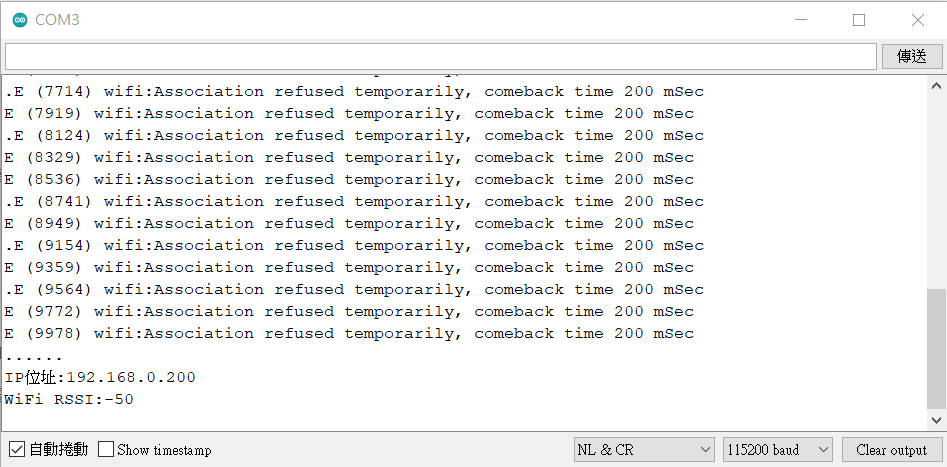 COM3
傳送
.E (7714) wifi:Association refused temporarily, comeback time 200 mSec
E (7919) wifi:Association refused temporarily, comeback time 200 mSec
.E (8124) wifi:Association refused temporarily, comeback time 200 mSec
E (8329) wifi:Association refused temporarily, comeback time 200 mSec
E (8536) wifi:Association refused temporarily, comeback time 200 mSec
.E (8741) wifi:Association refused temporarily, comeback time 200 mSec
E (8949) wifi:Association refused temporarily, comeback time 200 mSec
.E (9154) wifi:Association refused temporarily, comeback time 200 mSec
E (9359) wifi:Association refused temporarily, comeback time 200 mSec
.E (9564) wifi:Association refused temporarily, comeback time 200 mSec
E (9772) wifi:Association refused temporarily, comeback time 200 mSec
E (9978) wifi:Association refused temporarily, comeback time 200 mSec
......
IP位址:192.168.0.200
WiFi RSSI:-50
自動捲動 Show timestamp NL & CR 115200 baud Clear output